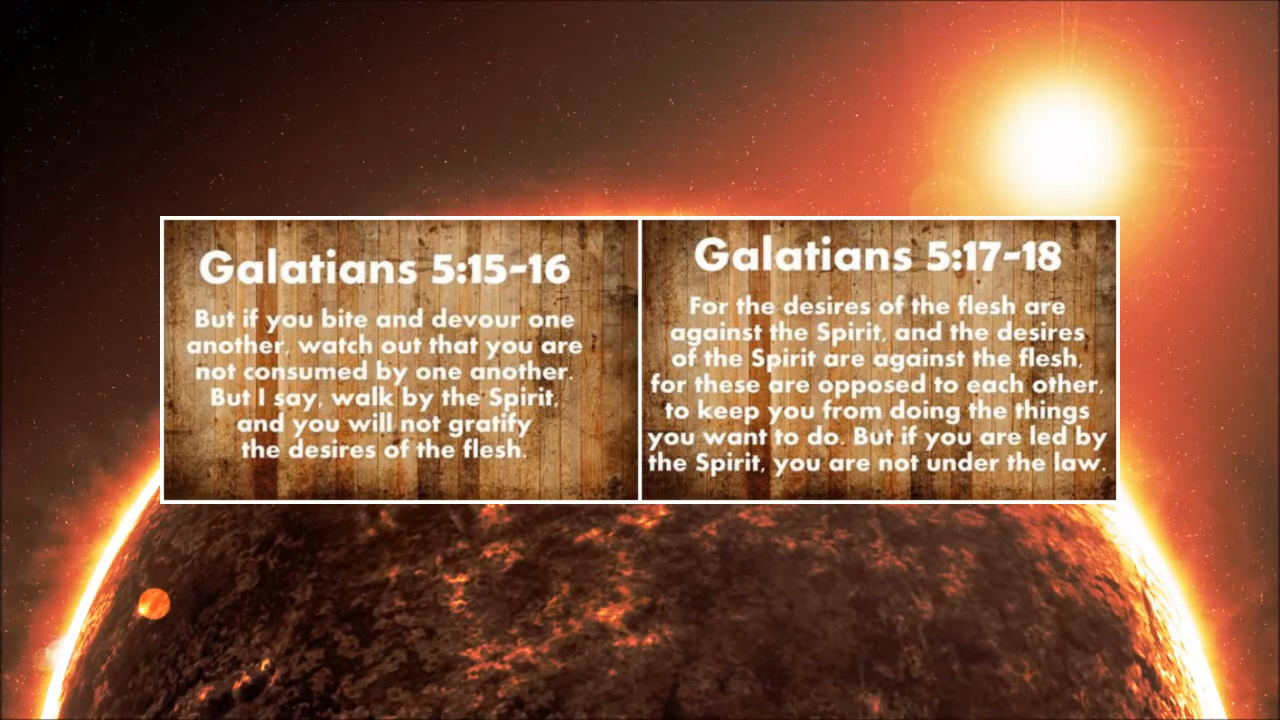 Galatians 5:15-16
But if you bite and devour one
another, watch out that you are
not consumed by one another.
But I say, walk by the Spirit,
and you will not gratify
the desires of the flesh.
Galatians 5:17-18
For the desires of the flesh are
against the Spirit, and the desires
of the Spirit are against the flesh,
for these are opposed to each other,
to keep you from doing the things
you want to do. But if you are led by
the Spirit, you are not under the law.